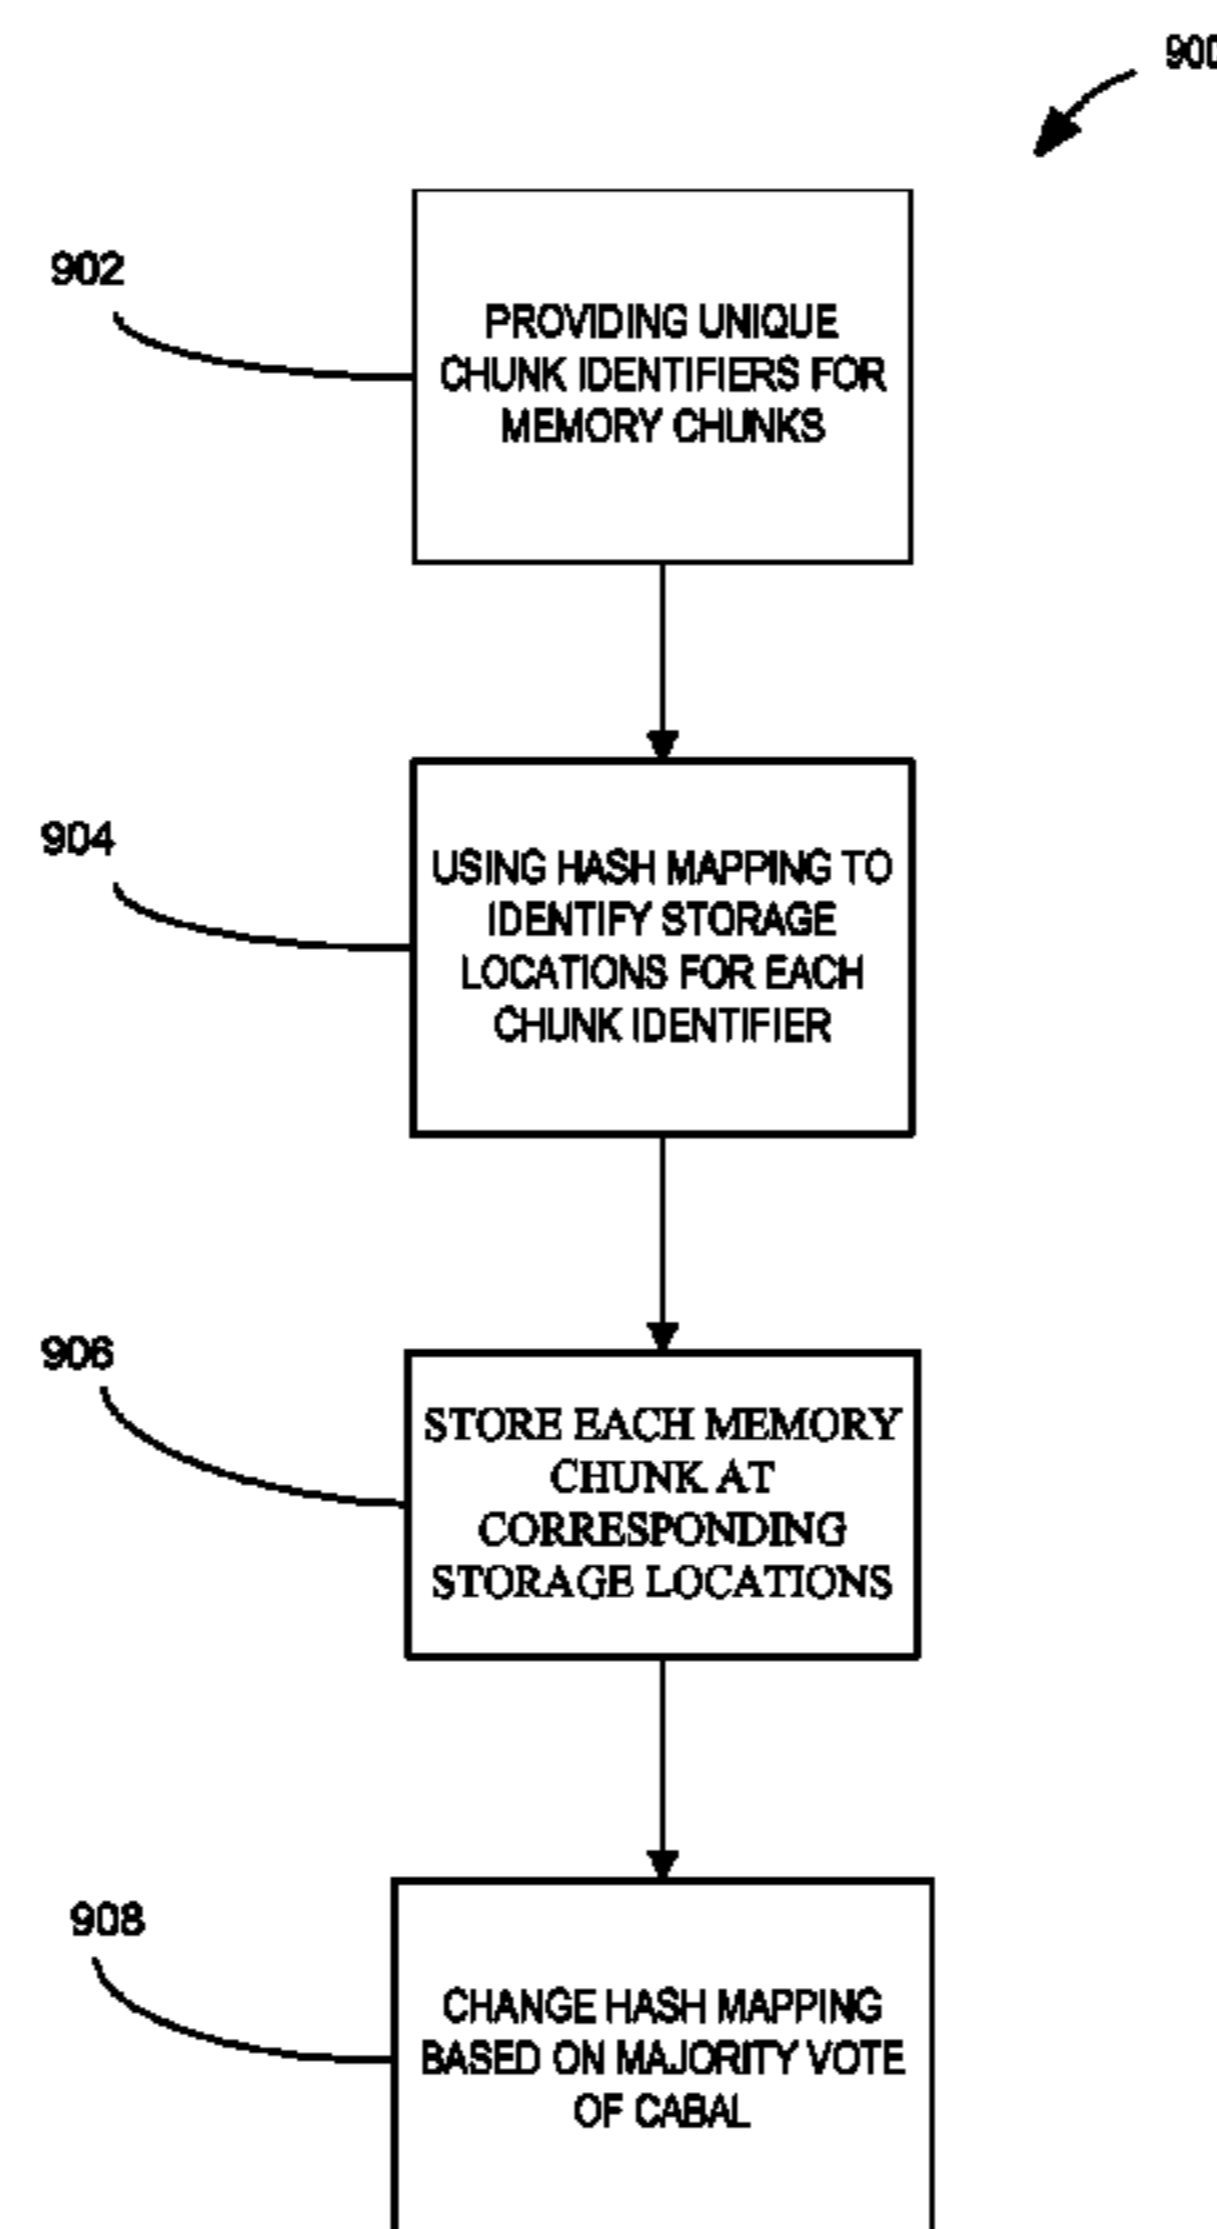 900
902
PROVIDING UNIQUE
CHUNK IDENTIFIERS FOR
MEMORY CHUNKS
904
USING HASH MAPPING TO
IDENTIFY STORAGE
LOCATIONS FOR EACH
CHUNK IDENTIFIER
906
STORE EACH MEMORY
CHUNK AT
CORRESPONDING
STORAGE LOCATIONS
908
CHANGE HASH MAPPING
BASED ON MAJORITY VOTE
OF CABAL